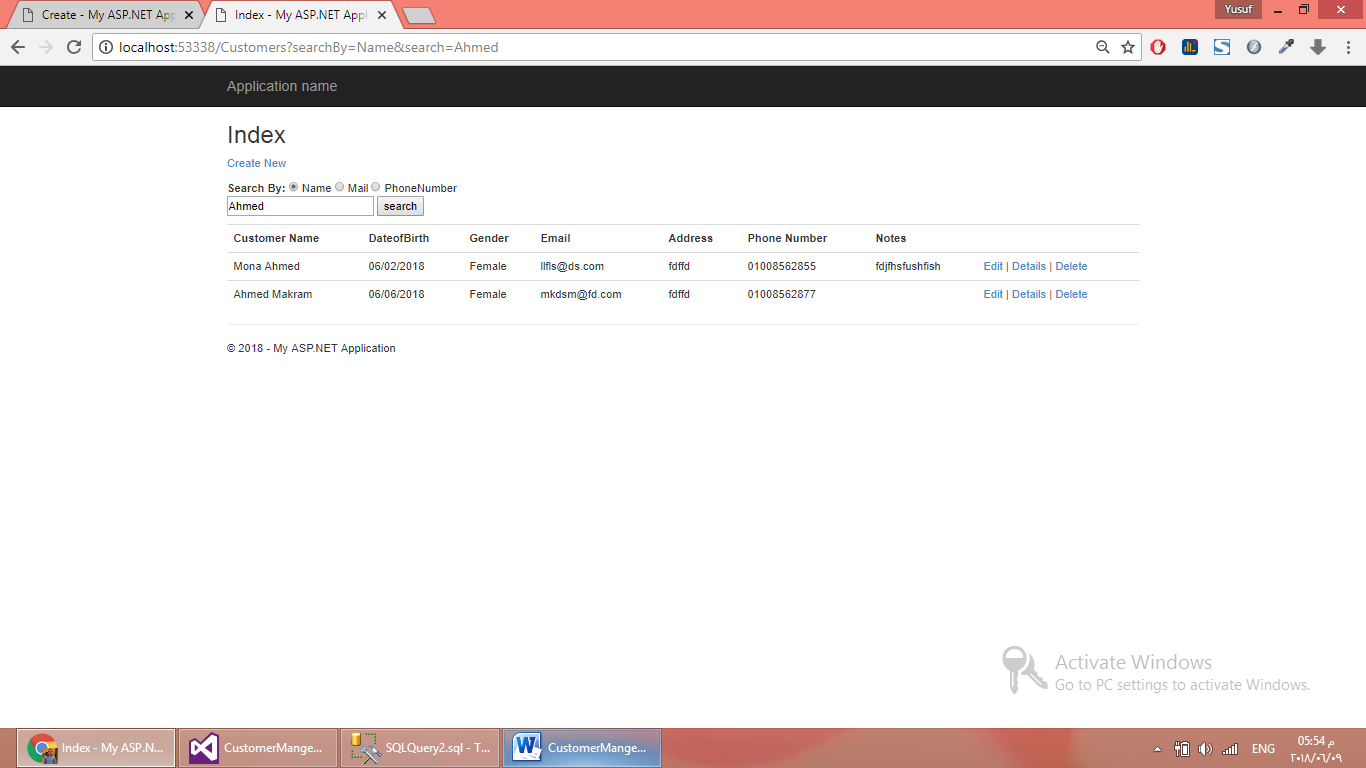 Create - My ASP.NET App
Index - My ASP.NET Appl
Yusuf
localhost:53338/Customers?searchBy=Name&search=Ahmed
Application name
Index
Create New
Search By: Name Mail PhoneNumber
Ahmed search
Customer Name DateofBirth Gender Email Address Phone Number Notes
Mona Ahmed 06/02/2018 Female llfls@ds.com fdffd 01008562855 fdjfhsfushfish Edit | Details | Delete
Ahmed Makram 06/06/2018 Female mkdsm@fd.com fdffd 01008562877 Edit | Details | Delete
© 2018 - My ASP.NET Application
Activate Windows
Go to PC settings to activate Windows.
Index - My ASP.N... CustomerMange... SQLQuery2.sql - T... CustomerMange... ENG
05:54 م
٢٠١٨/٠٦/٠٩